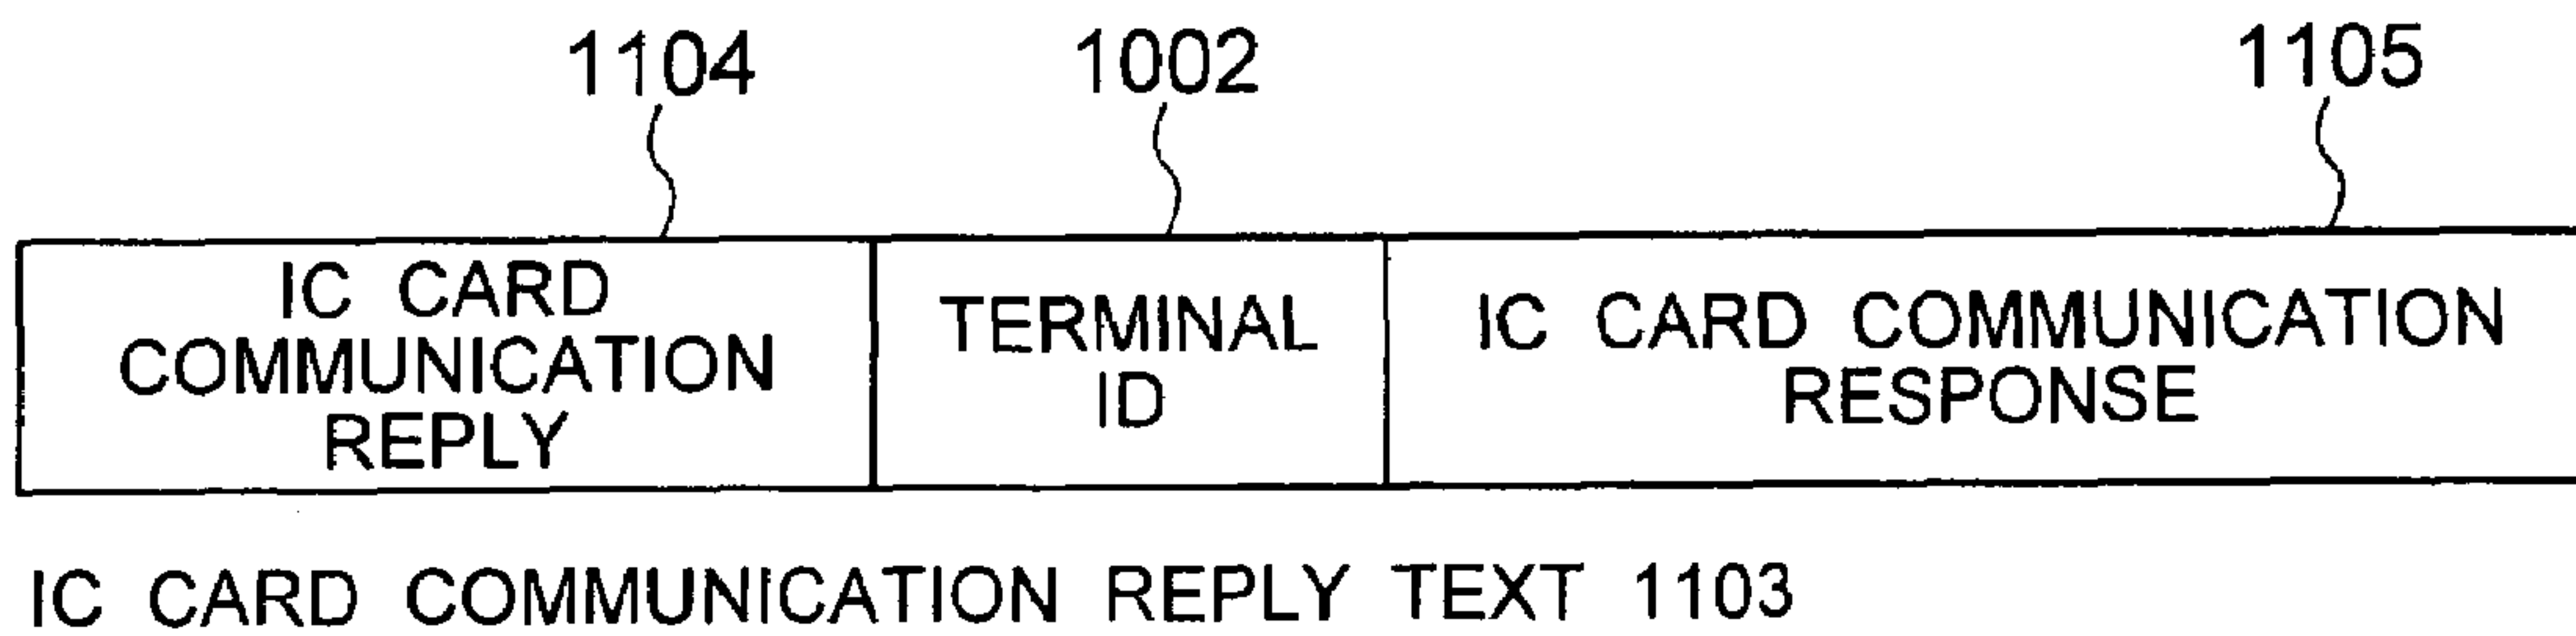 1104 1002 1105
IC CARD
COMMUNICATION
REPLY
TERMINAL
ID
IC CARD COMMUNICATION
RESPONSE
IC CARD COMMUNICATION REPLY TEXT 1103